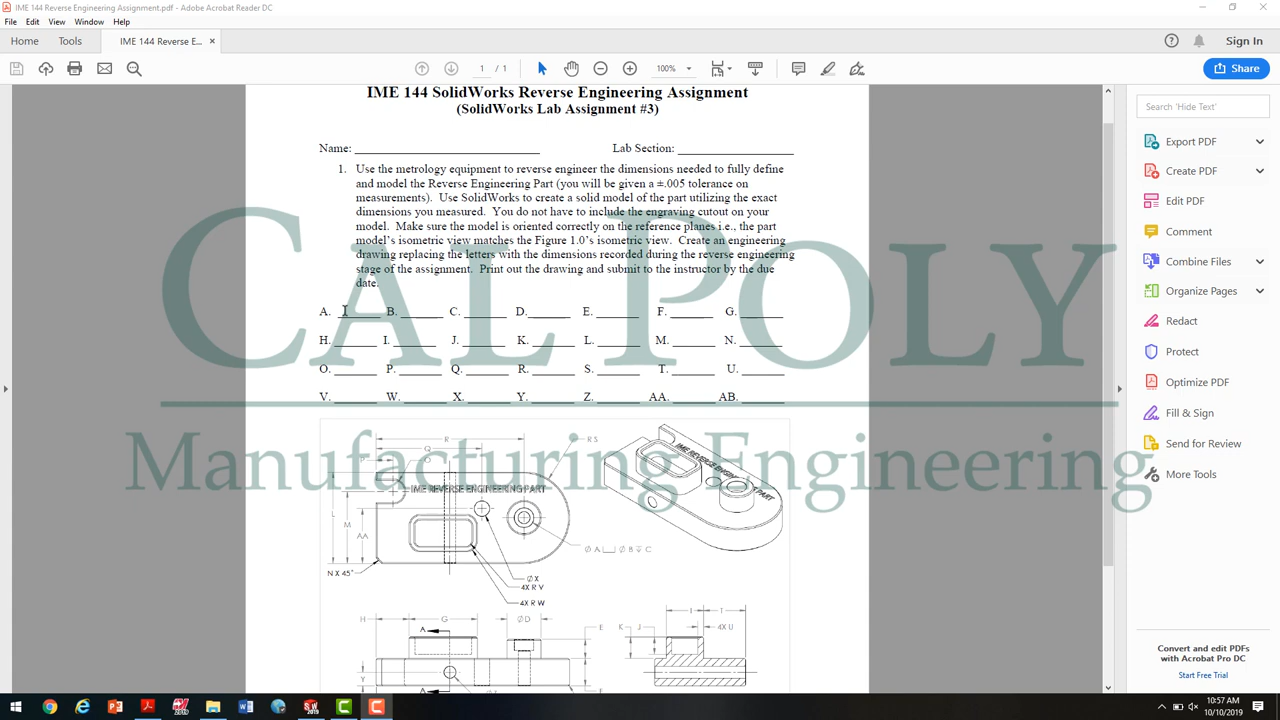 IME 144 Reverse Engineering Assignment.pdf - Adobe Acrobat Reader DC
File Edit View Window Help
Home Tools IME 144 Reverse E... × Sign In
1 / 1 100% Share
IME 144 SolidWorks Reverse Engineering Assignment
(SolidWorks Lab Assignment #3)
Name: Lab Section:
1. Use the metrology equipment to reverse engineer the dimensions needed to fully define
and model the Reverse Engineering Part (you will be given a ±.005 tolerance on
measurements). Use SolidWorks to create a solid model of the part utilizing the exact
dimensions you measured. You do not have to include the engraving cutout on your
model. Make sure the model is oriented correctly on the reference planes i.e., the part
model's isometric view matches the Figure 1.0's isometric view. Create an engineering
drawing replacing the letters with the dimensions recorded during the reverse engineering
stage of the assignment. Print out the drawing and submit to the instructor by the due
date.
A. B. C. D. E. F. G.
H. I. J. K. L. M. N.
O. P. Q. R. S. T. U.
V. W. X. Y. Z. AA. AB.
CAL POLY
Manufacturing Engineering
R
R S
Q
P O
IME REVERSE ENGINEERING PART
L
M
AA
Ø A ⌴ Ø B ↧ C
N X 45°
Ø X
4X R V
4X R W
H G Ø D
A
E
Y
A
F
I T
K J 4X U
Search 'Hide Text'
Export PDF
Create PDF
Edit PDF
Comment
Combine Files
Organize Pages
Redact
Protect
Optimize PDF
Fill & Sign
Send for Review
More Tools
Convert and edit PDFs
with Acrobat Pro DC
Start Free Trial
10:57 AM
10/10/2019